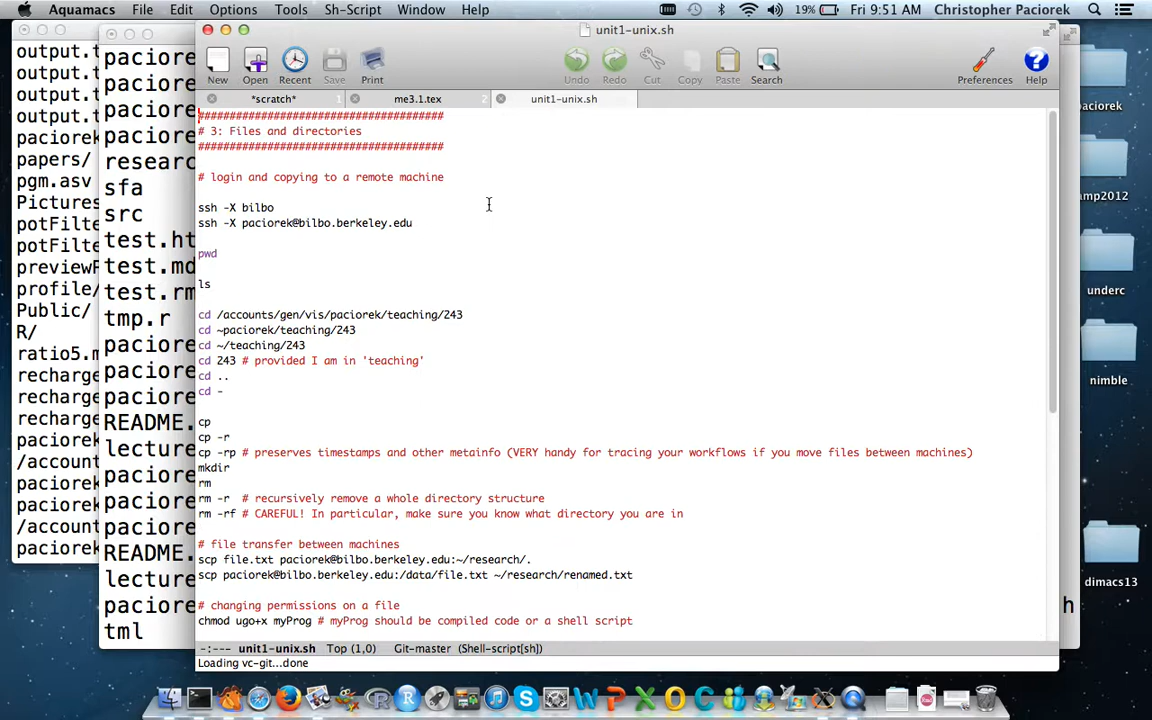 Aquamacs File Edit Options Tools Sh-Script Window Help 19% Fri 9:51 AM Christopher Paciorek
unit1-unix.sh
New Open Recent Save Print Undo Redo Cut Copy Paste Search Preferences Help
*scratch* 1 me3.1.tex 2 unit1-unix.sh
#######################################
# 3: Files and directories
#######################################
# login and copying to a remote machine
ssh -X bilbo
ssh -X paciorek@bilbo.berkeley.edu
pwd
ls
cd /accounts/gen/vis/paciorek/teaching/243
cd ~paciorek/teaching/243
cd ~/teaching/243
cd 243 # provided I am in 'teaching'
cd ..
cd -
cp
cp -r
cp -rp # preserves timestamps and other metainfo (VERY handy for tracing your workflows if you move files between machines)
mkdir
rm
rm -r # recursively remove a whole directory structure
rm -rf # CAREFUL! In particular, make sure you know what directory you are in
# file transfer between machines
scp file.txt paciorek@bilbo.berkeley.edu:~/research/.
scp paciorek@bilbo.berkeley.edu:/data/file.txt ~/research/renamed.txt
# changing permissions on a file
chmod ugo+x myProg # myProg should be compiled code or a shell script
-:--- unit1-unix.sh Top (1,0) Git-master (Shell-script[sh])
Loading vc-git...done
output.t
output.t
output.t
output.t
paciorek
papers/
pgm.asv
Pictures
potFilte
potFilte
previewP
profile/
Public/
R/
ratio5.m
recharge
recharge
recharge
paciorek
/account
paciorek
paciorek
/account
paciorek
paciore
paciore
paciore
paciore
researc
sfa
src
test.ht
test.md
test.rm
tmp.r
paciore
paciore
paciore
README.
lecture
paciore
paciore
README.
lecture
paciore
tml
h
paciorek
amp2012
underc
nimble
dimacs13